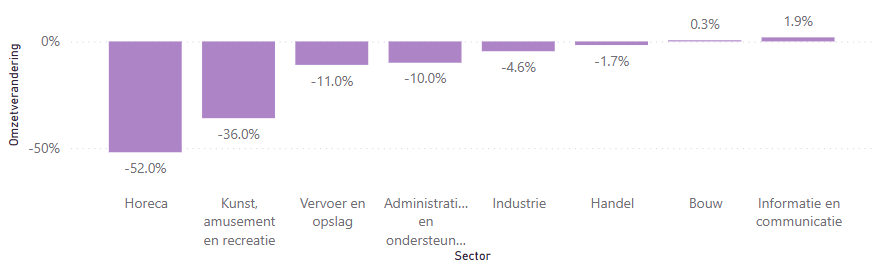 0.3%
1.9%
0%
-1.7%
-4.6%
-11.0%
-10.0%
Omzetverandering
-36.0%
-50%
-52.0%
Horeca
Kunst,
amusement
en recreatie
Vervoer en
opslag
Administrati...
en
ondersteun...
Industrie
Handel
Bouw
Informatie en
communicatie
Sector